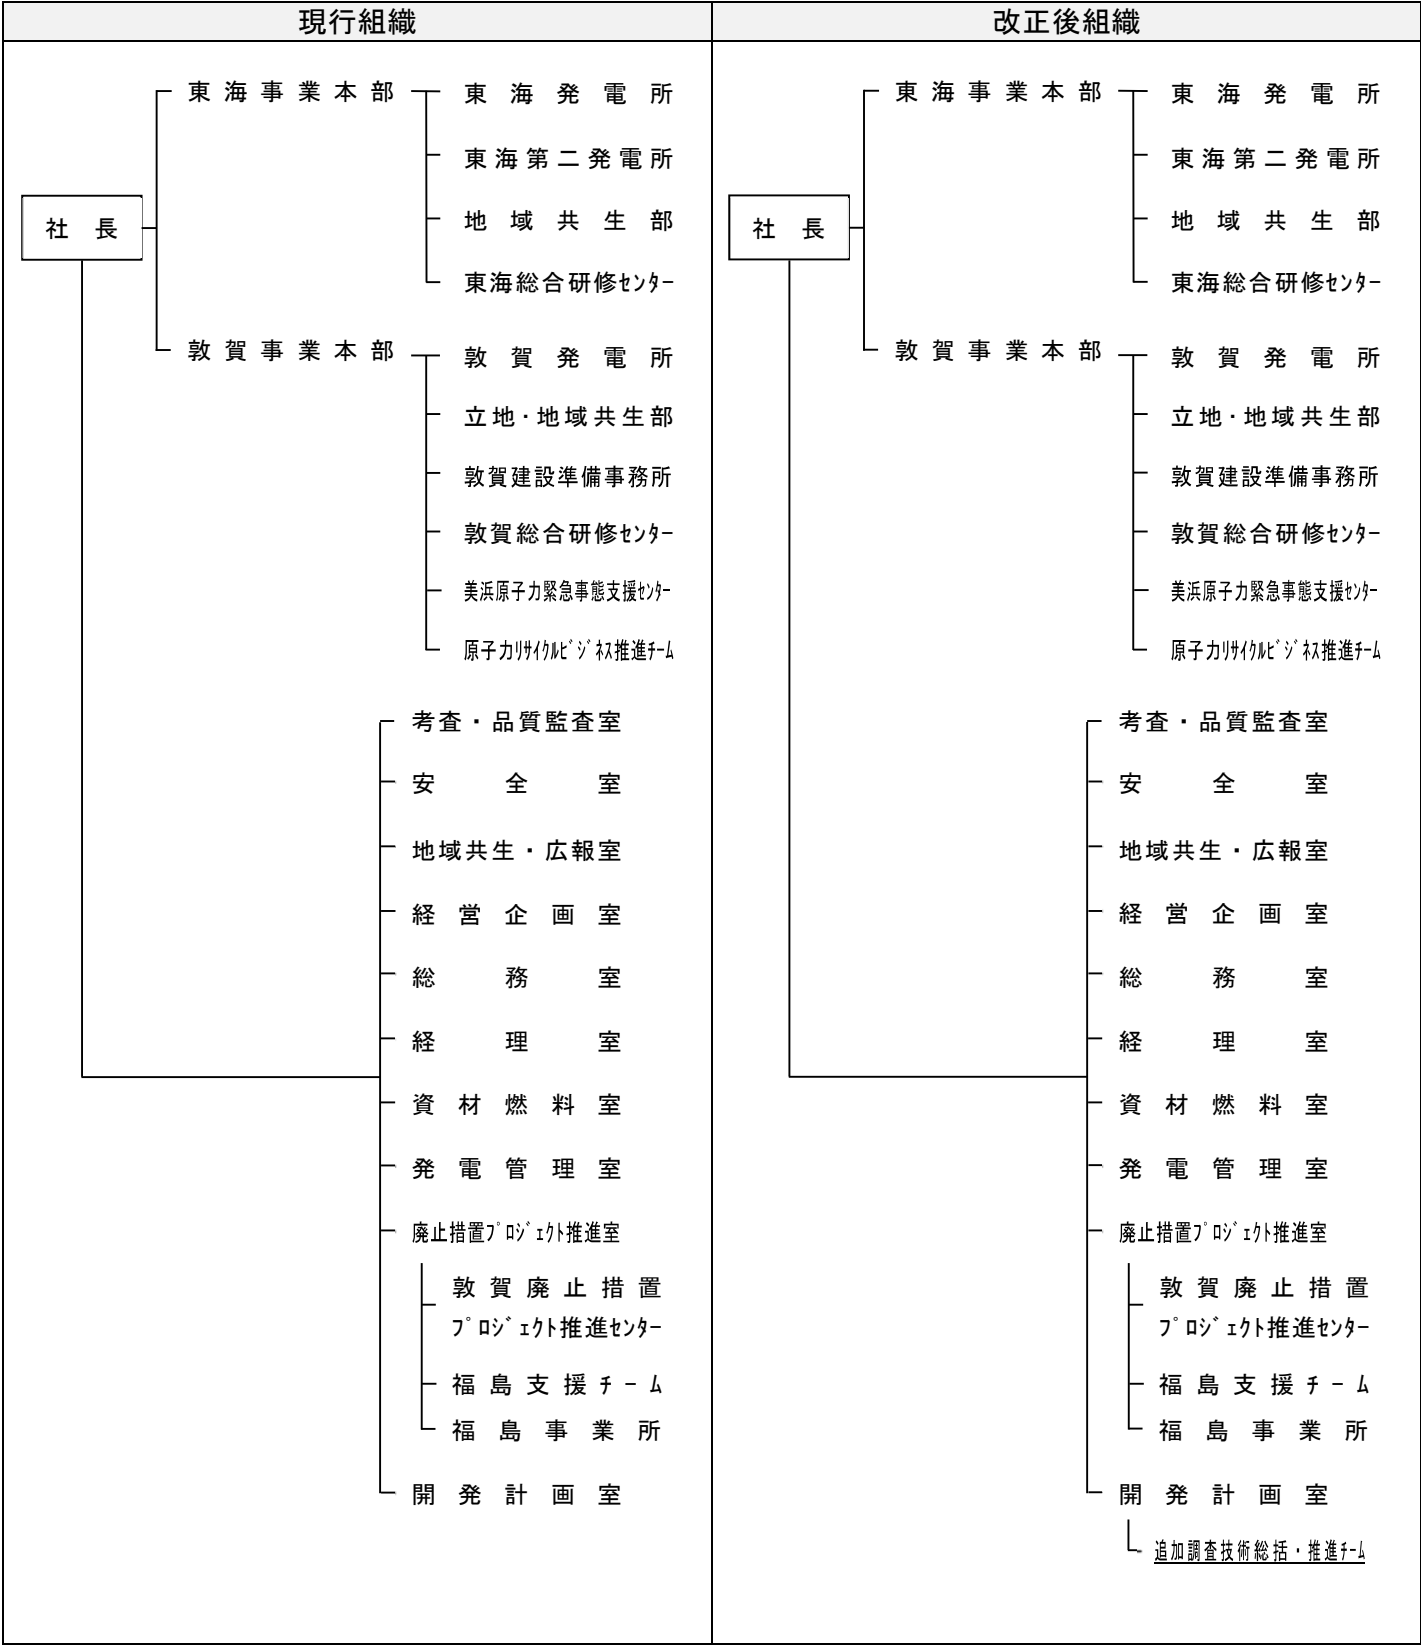 現行組織
東海事業本部
東海発電所
東海第二発電所
社長
地域共生部
東海総合研修ｾﾝﾀｰ
敦賀事業本部
敦賀発電所
立地・地域共生部
敦賀建設準備事務所
敦賀総合研修ｾﾝﾀｰ
美浜原子力緊急事態支援ｾﾝﾀｰ
原子力ﾘｻｲｸﾙﾋﾞｼﾞﾈｽ推進ﾁｰﾑ
考査・品質監査室
安全室
地域共生・広報室
経営企画室
総務室
経理室
資材燃料室
発電管理室
廃止措置ﾌﾟﾛｼﾞｪｸﾄ推進室
敦賀廃止措置
ﾌﾟﾛｼﾞｪｸﾄ推進ｾﾝﾀｰ
福島支援ﾁｰﾑ
福島事業所
開発計画室
改正後組織
東海事業本部
東海発電所
東海第二発電所
社長
地域共生部
東海総合研修ｾﾝﾀｰ
敦賀事業本部
敦賀発電所
立地・地域共生部
敦賀建設準備事務所
敦賀総合研修ｾﾝﾀｰ
美浜原子力緊急事態支援ｾﾝﾀｰ
原子力ﾘｻｲｸﾙﾋﾞｼﾞﾈｽ推進ﾁｰﾑ
考査・品質監査室
安全室
地域共生・広報室
経営企画室
総務室
経理室
資材燃料室
発電管理室
廃止措置ﾌﾟﾛｼﾞｪｸﾄ推進室
敦賀廃止措置
ﾌﾟﾛｼﾞｪｸﾄ推進ｾﾝﾀｰ
福島支援ﾁｰﾑ
福島事業所
開発計画室
追加調査技術総括・推進ﾁｰﾑ